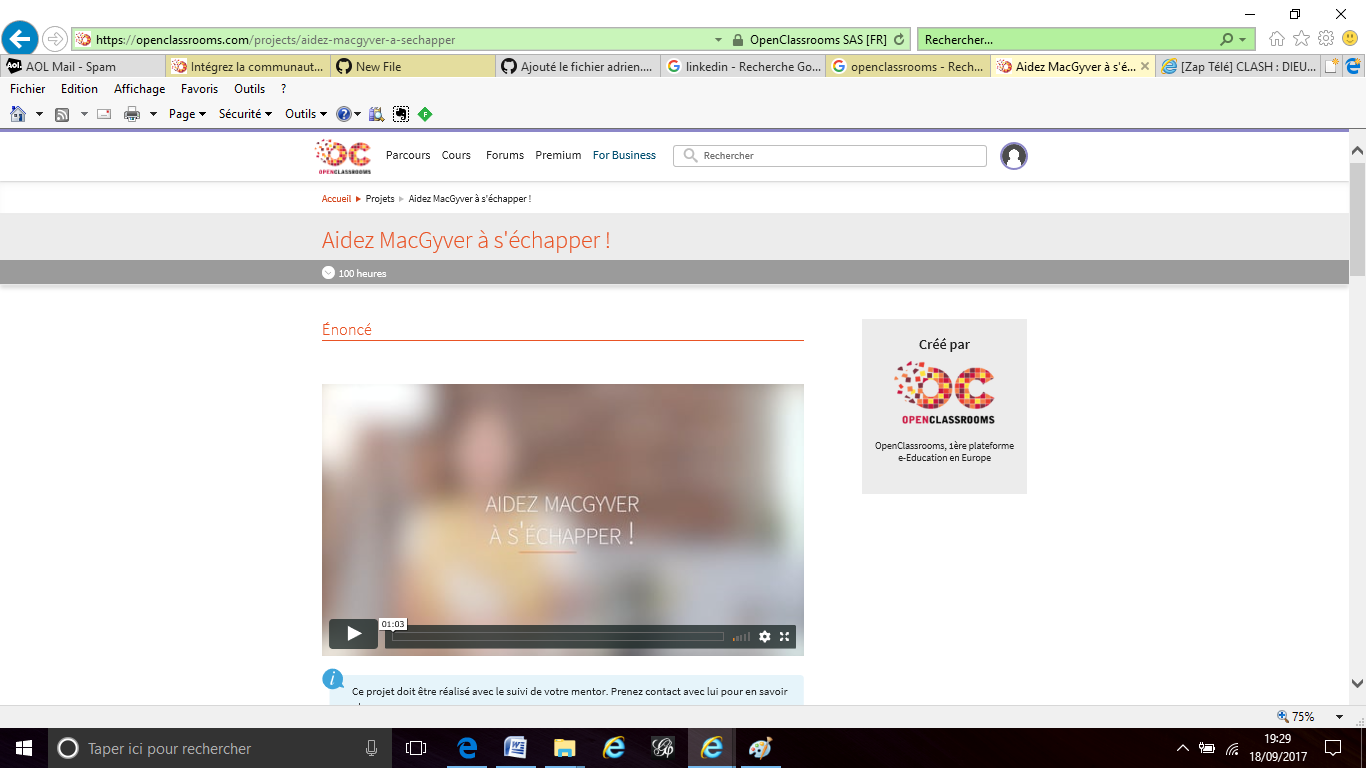 https://openclassrooms.com/projects/aidez-macgyver-a-sechapper
OpenClassrooms SAS [FR]
Rechercher...
AOL Mail - Spam
Intégrez la communaut...
New File
Ajouté le fichier adrien....
linkedin - Recherche Go...
openclassrooms - Rech...
Aidez MacGyver à s'é...
[Zap Télé] CLASH : DIEU...
Fichier Edition Affichage Favoris Outils ?
Page Sécurité Outils
OPENCLASSROOMS
Parcours Cours Forums Premium For Business
Rechercher
Accueil Projets Aidez MacGyver à s'échapper !
Aidez MacGyver à s'échapper !
100 heures
Énoncé
Créé par
OC
OPENCLASSROOMS
OpenClassrooms, 1ère plateforme
e-Education en Europe
AIDEZ MACGYVER
À S'ÉCHAPPER !
01:03
Ce projet doit être réalisé avec le suivi de votre mentor. Prenez contact avec lui pour en savoir
75%
Taper ici pour rechercher
19:29
18/09/2017